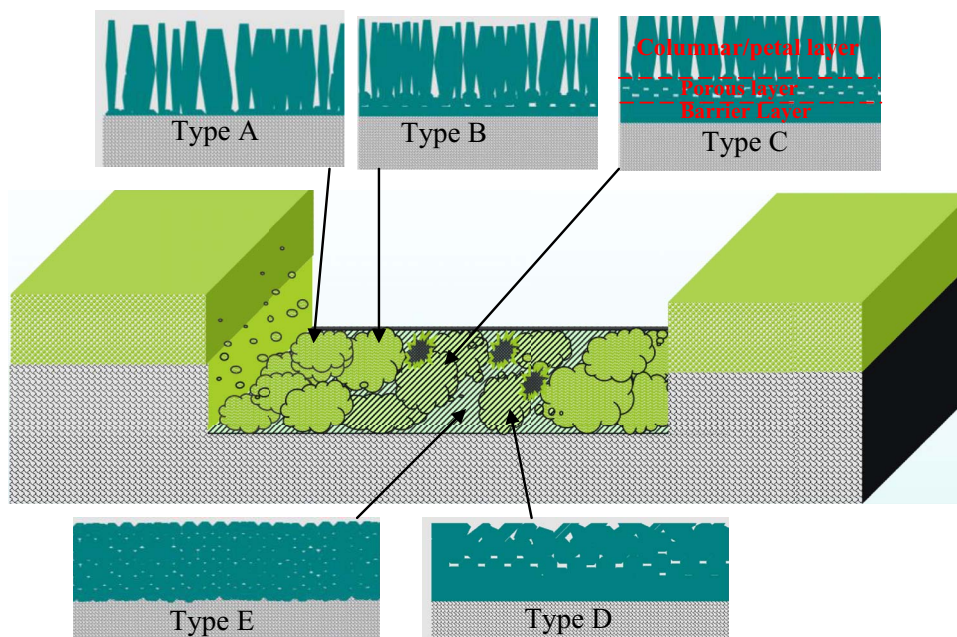 Columnar/petal layer
Porous layer
Barrier Layer
Type A
Type B
Type C
Type E
Type D